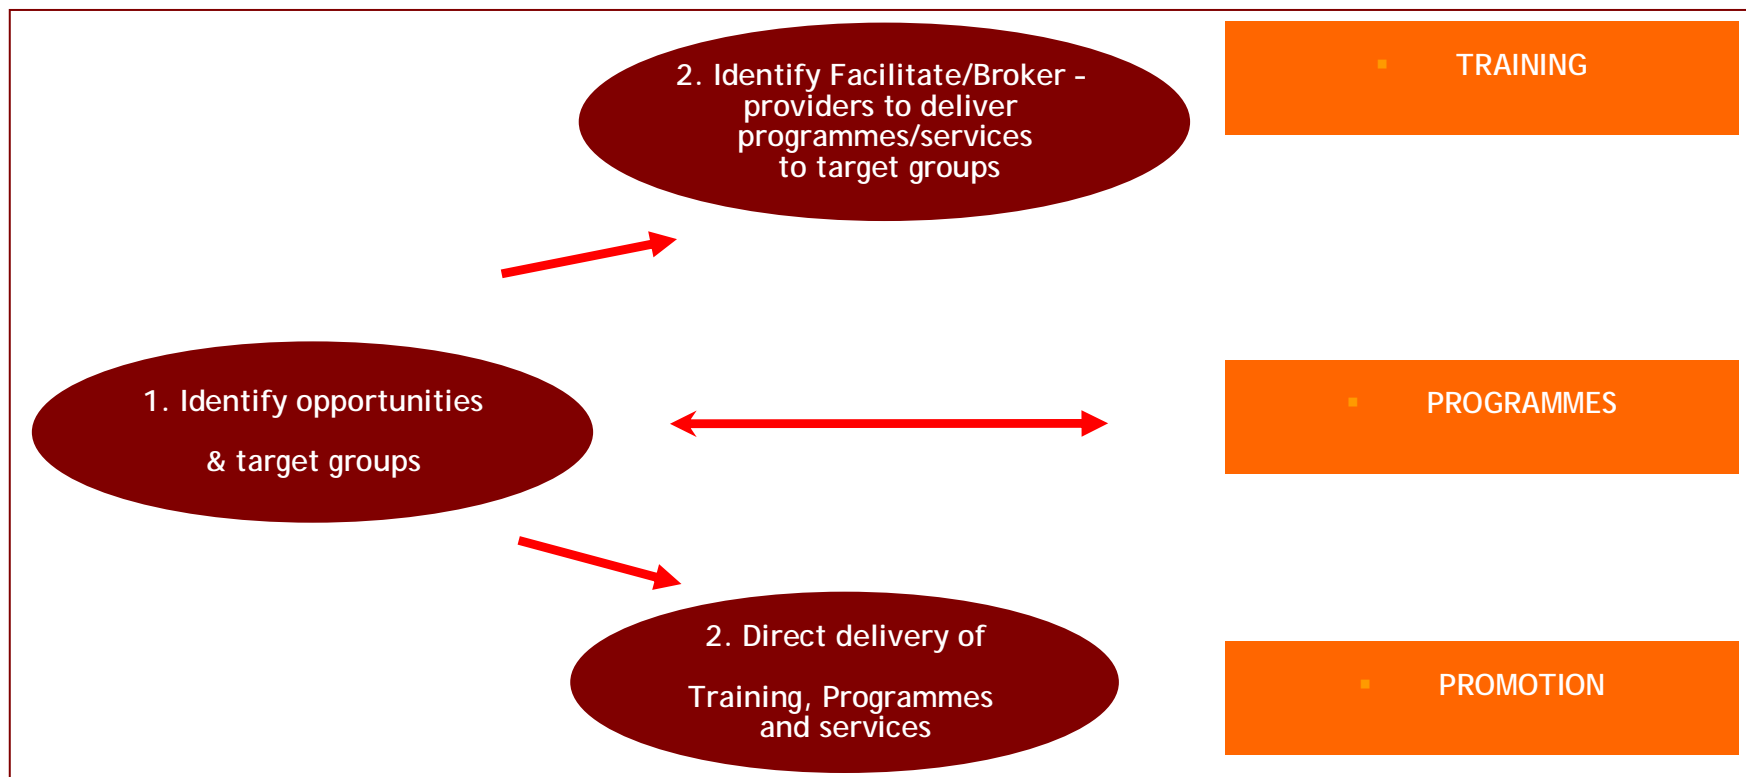 2. Identify Facilitate/Broker -
providers to deliver
programmes/services
to target groups
▪ TRAINING
1. Identify opportunities
& target groups
▪ PROGRAMMES
2. Direct delivery of
Training, Programmes
and services
▪ PROMOTION